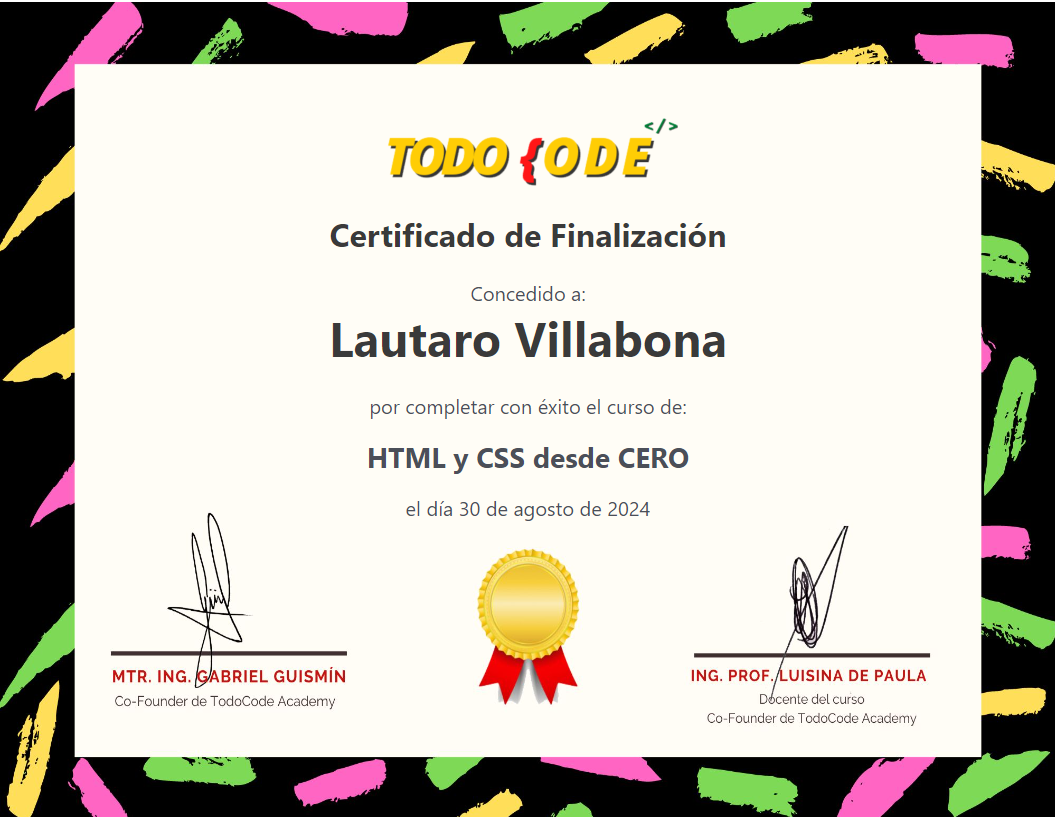 </>
TODO {ODE
Certificado de Finalización
Concedido a:
Lautaro Villabona
por completar con éxito el curso de:
HTML y CSS desde CERO
el día 30 de agosto de 2024
MTR. ING. GABRIEL GUISMÍN
Co-Founder de TodoCode Academy
ING. PROF. LUISINA DE PAULA
Docente del curso
Co-Founder de TodoCode Academy